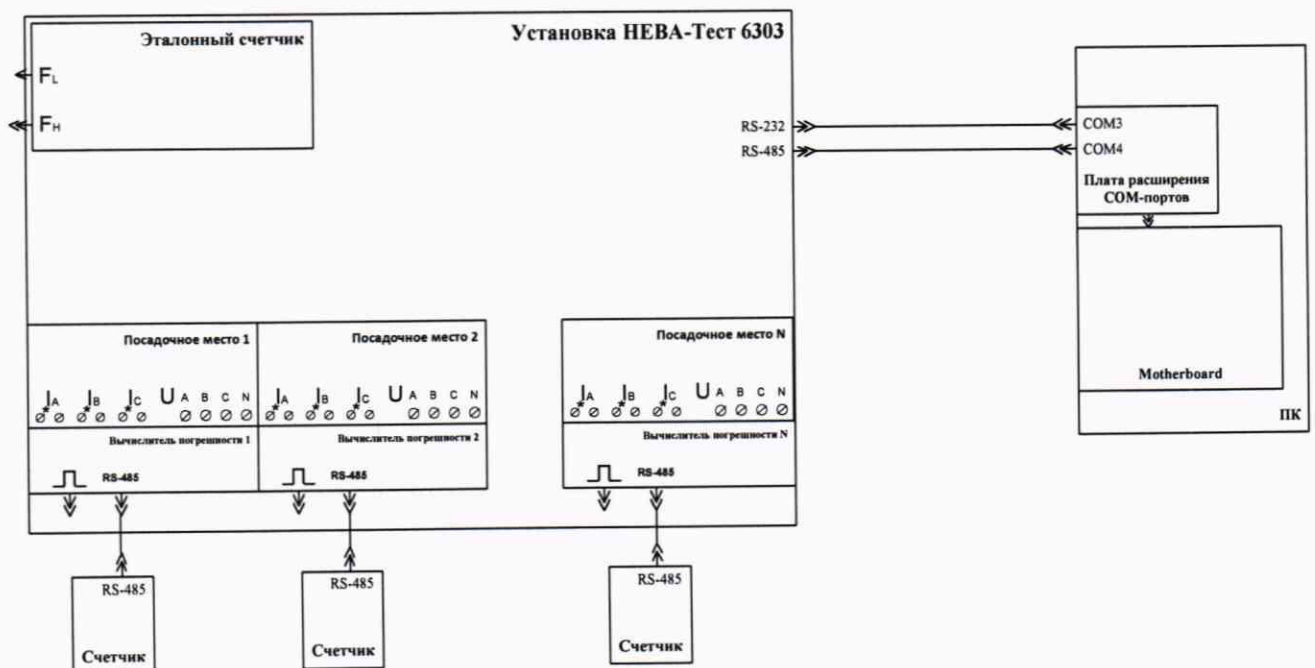 Эталонный счетчик
FL
FH
Установка НЕВА-Тест 6303
RS-232
RS-485
COM3
COM4
Плата расширения
COM-портов
Motherboard
ПК
Посадочное место 1
IA IB IC U A B C N
* * *
Вычислитель погрешности 1
RS-485
Посадочное место 2
IA IB IC U A B C N
* * *
Вычислитель погрешности 2
RS-485
Посадочное место N
IA IB IC U A B C N
* * *
Вычислитель погрешности N
RS-485
RS-485
Счетчик
RS-485
Счетчик
RS-485
Счетчик